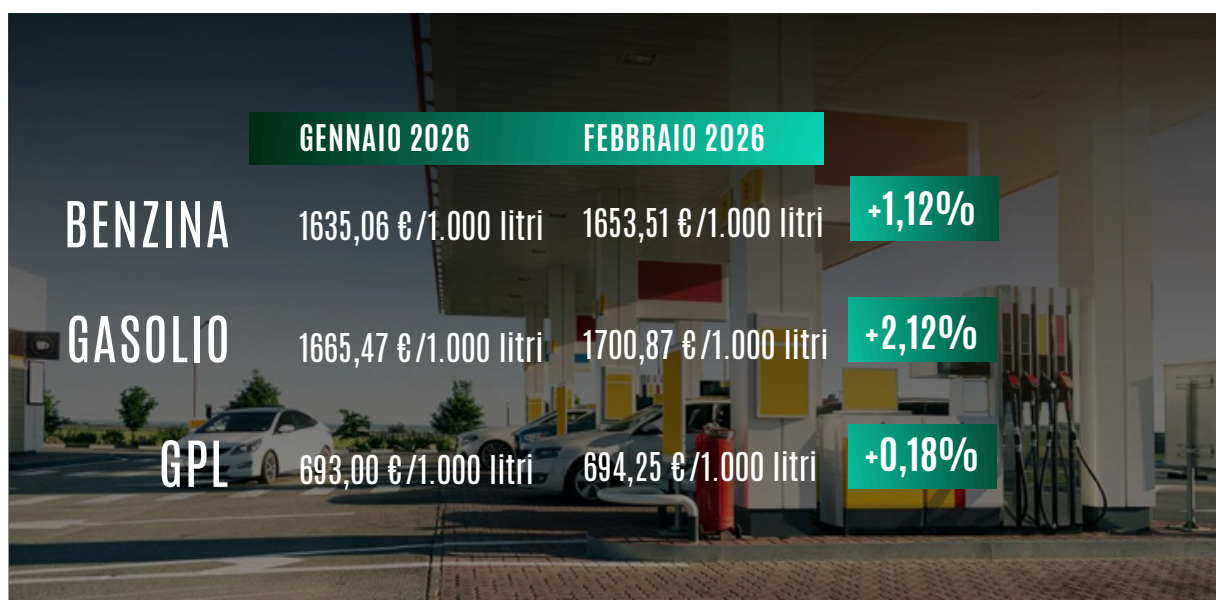 GENNAIO 2026 FEBBRAIO 2026
BENZINA 1635,06 €/1.000 litri 1653,51 €/1.000 litri +1,12%
GASOLIO 1665,47 €/1.000 litri 1700,87 €/1.000 litri +2,12%
GPL 693,00 €/1.000 litri 694,25 €/1.000 litri +0,18%